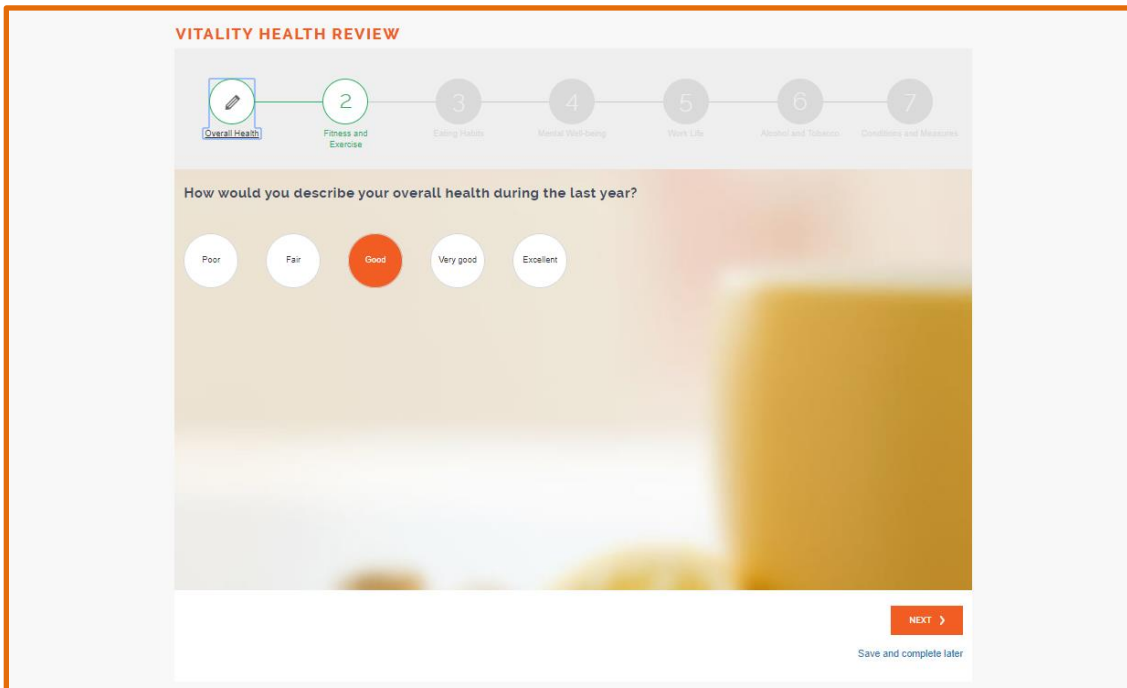 VITALITY HEALTH REVIEW
2
3
4
5
6
7
Overall Health
Fitness and
Exercise
Eating Habits
Mental Well-being
Work Life
Alcohol and Tobacco
Conditions and Measures
How would you describe your overall health during the last year?
Poor
Fair
Good
Very good
Excellent
NEXT ❯
Save and complete later